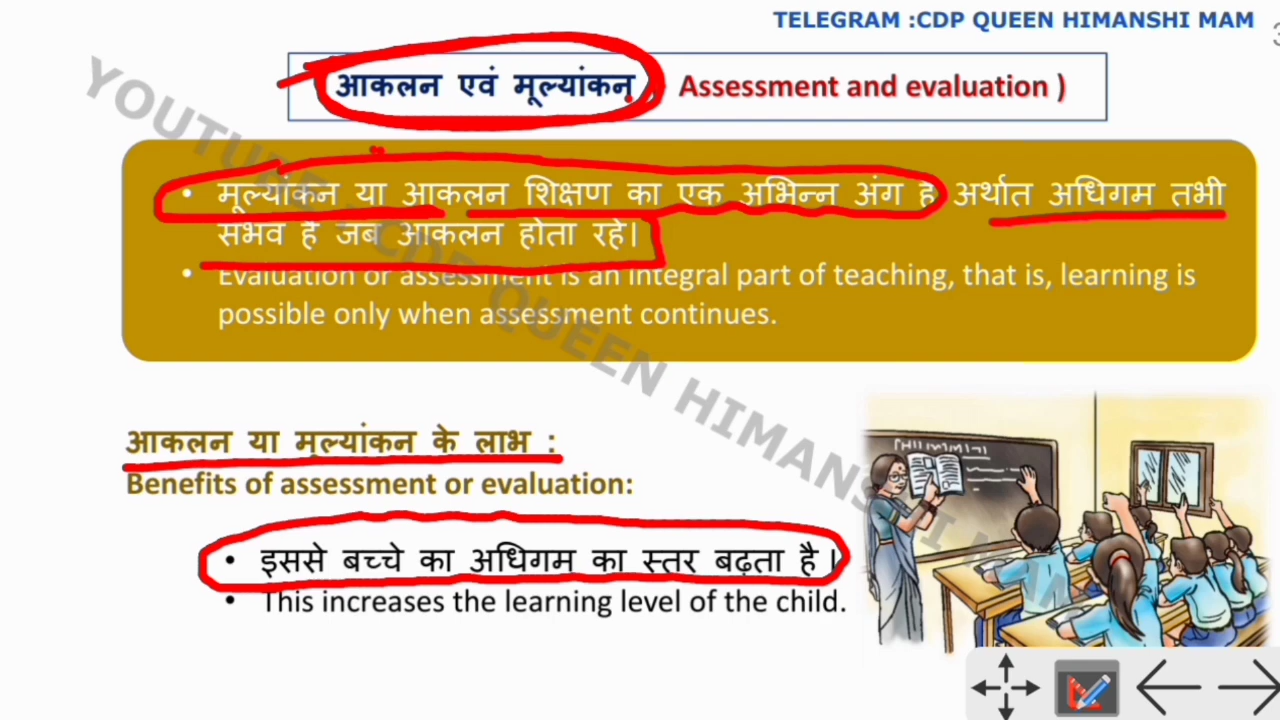 TELEGRAM :CDP QUEEN HIMANSHI MAM
आकलन एवं मूल्यांकन Assessment and evaluation )
• मूल्यांकन या आकलन शिक्षण का एक अभिन्न अंग है अर्थात अधिगम तभी
संभव है जब आकलन होता रहे।
• Evaluation or assessment is an integral part of teaching, that is, learning is
possible only when assessment continues.
आकलन या मूल्यांकन के लाभ :
Benefits of assessment or evaluation:
• इससे बच्चे का अधिगम का स्तर बढ़ता है ।
• This increases the learning level of the child.
YOUTUBE : CDP QUEEN HIMANSHI MAM